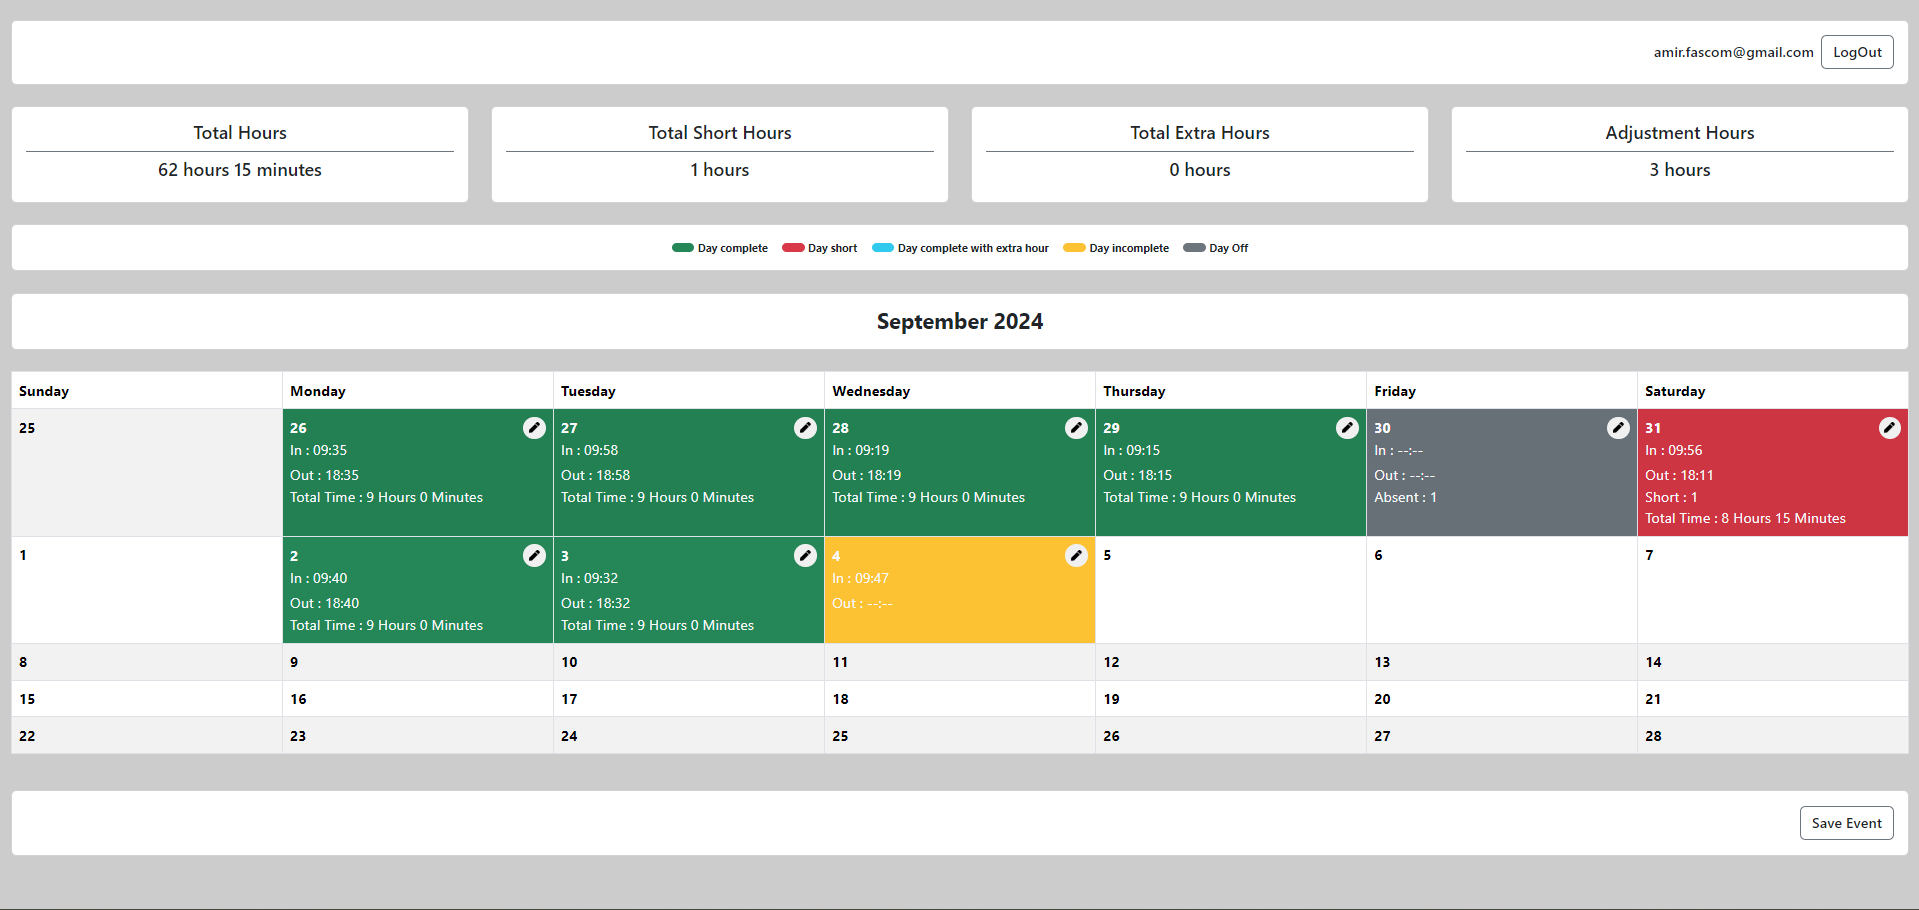 amir.fascom@gmail.com LogOut
Total Hours
62 hours 15 minutes
Total Short Hours
1 hours
Total Extra Hours
0 hours
Adjustment Hours
3 hours
Day complete Day short Day complete with extra hour Day incomplete Day Off
September 2024
Sunday Monday Tuesday Wednesday Thursday Friday Saturday
25
26
In : 09:35
Out : 18:35
Total Time : 9 Hours 0 Minutes
27
In : 09:58
Out : 18:58
Total Time : 9 Hours 0 Minutes
28
In : 09:19
Out : 18:19
Total Time : 9 Hours 0 Minutes
29
In : 09:15
Out : 18:15
Total Time : 9 Hours 0 Minutes
30
In : --:--
Out : --:--
Absent : 1
31
In : 09:56
Out : 18:11
Short : 1
Total Time : 8 Hours 15 Minutes
1
2
In : 09:40
Out : 18:40
Total Time : 9 Hours 0 Minutes
3
In : 09:32
Out : 18:32
Total Time : 9 Hours 0 Minutes
4
In : 09:47
Out : --:--
5
6
7
8 9 10 11 12 13 14
15 16 17 18 19 20 21
22 23 24 25 26 27 28
Save Event